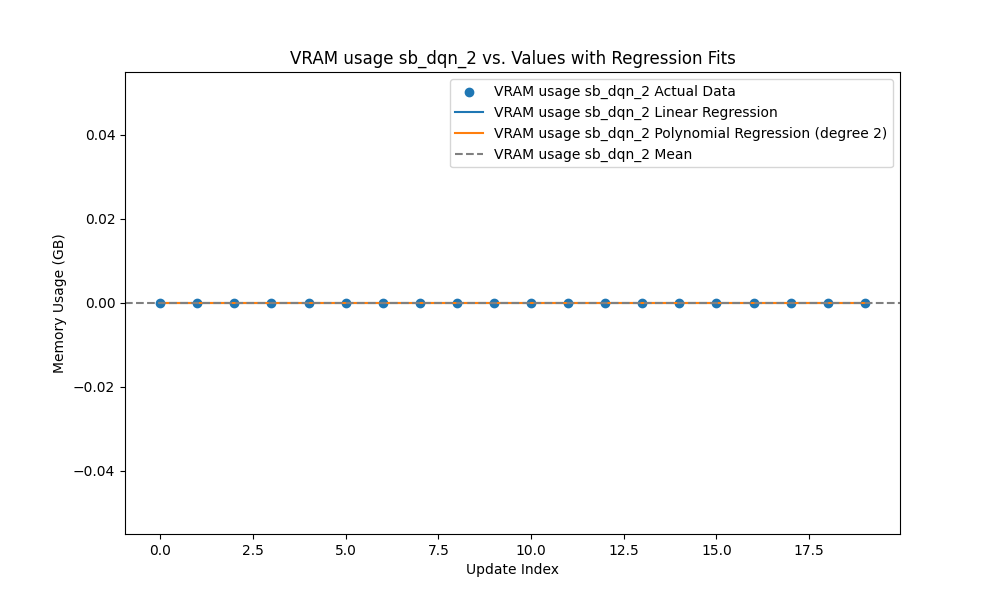 VRAM usage sb_dqn_2 vs. Values with Regression Fits
VRAM usage sb_dqn_2 Actual Data
VRAM usage sb_dqn_2 Linear Regression
VRAM usage sb_dqn_2 Polynomial Regression (degree 2)
VRAM usage sb_dqn_2 Mean
Memory Usage (GB)
0.04
0.02
0.00
−0.02
−0.04
0.0 2.5 5.0 7.5 10.0 12.5 15.0 17.5
Update Index